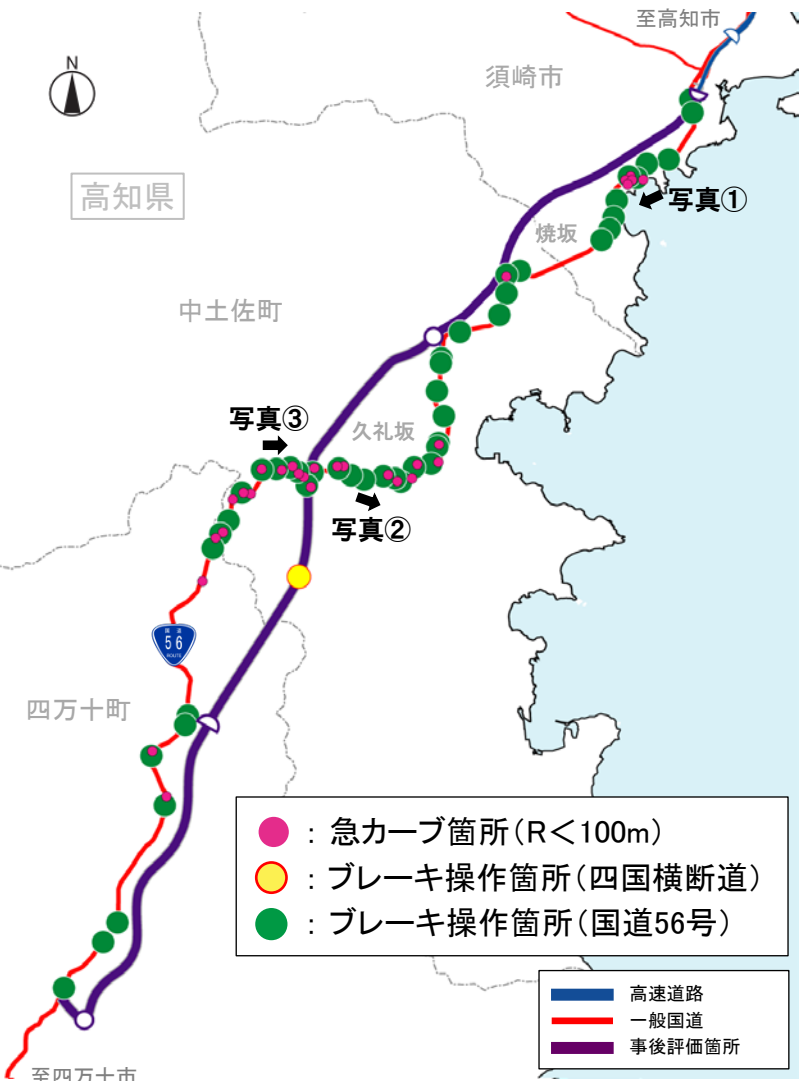 至高知市
N
須崎市
高知県
写真①
焼坂
中土佐町
写真③
久礼坂
写真②
国道
56
ROUTE
四万十町
：急カーブ箇所（R＜100m）
：ブレーキ操作箇所（四国横断道）
：ブレーキ操作箇所（国道56号）
高速道路
一般国道
事後評価箇所
至四万十市